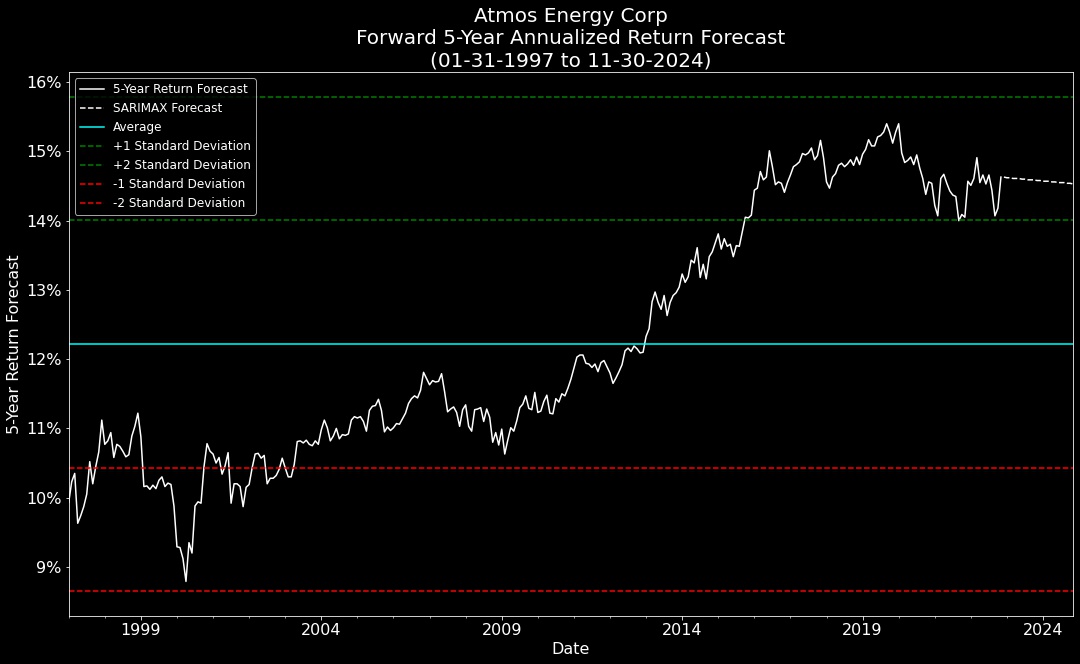 Atmos Energy Corp
Forward 5-Year Annualized Return Forecast
(01-31-1997 to 11-30-2024)
5-Year Return Forecast
SARIMAX Forecast
Average
+1 Standard Deviation
+2 Standard Deviation
-1 Standard Deviation
-2 Standard Deviation
16%
15%
14%
13%
12%
11%
10%
9%
5-Year Return Forecast
1999
2004
2009
2014
2019
2024
Date